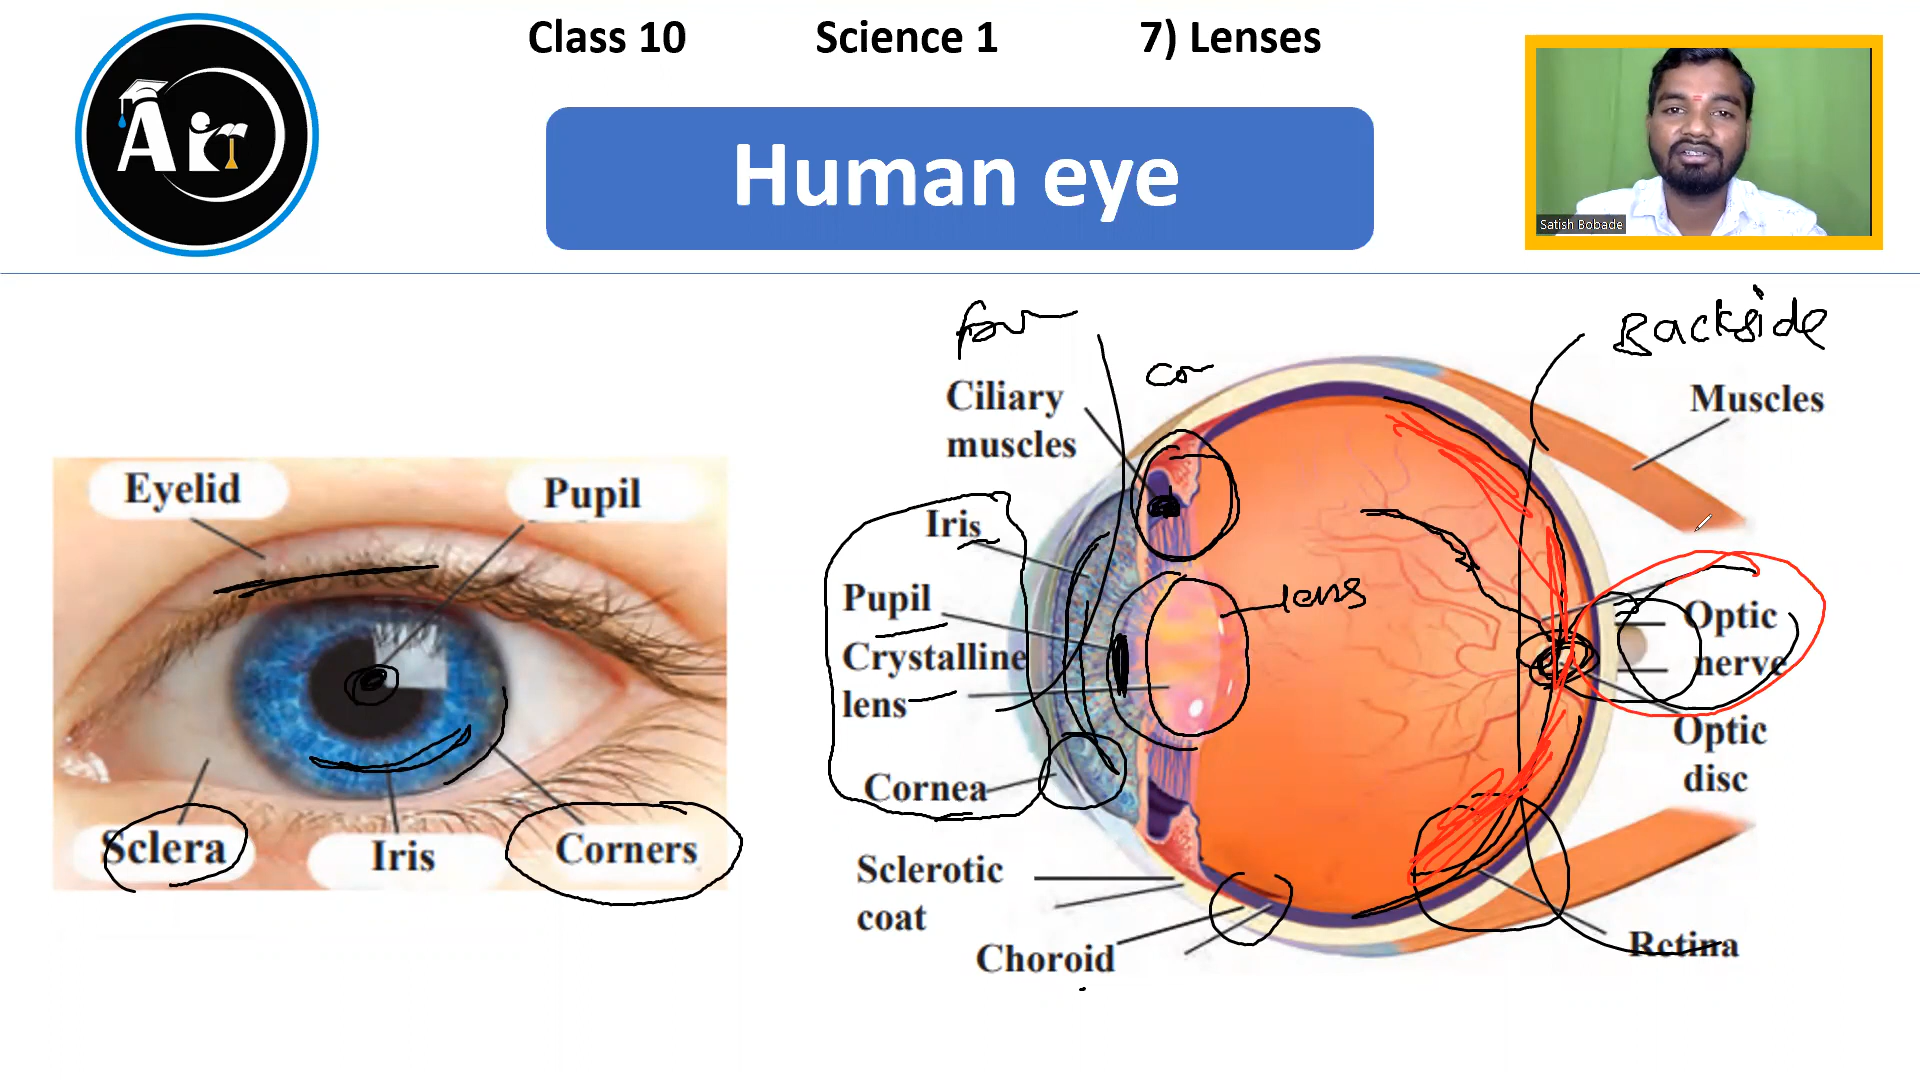 Class 10 Science 1 7) Lenses
Air
Human eye
Satish Bobade
Backside
Ciliary
muscles
Muscles
Eyelid
Pupil
Iris
lens
Pupil
Optic
nerve
Crystalline
lens
Optic
disc
Cornea
Sclera
Iris
Corners
Sclerotic
coat
Choroid
Retina